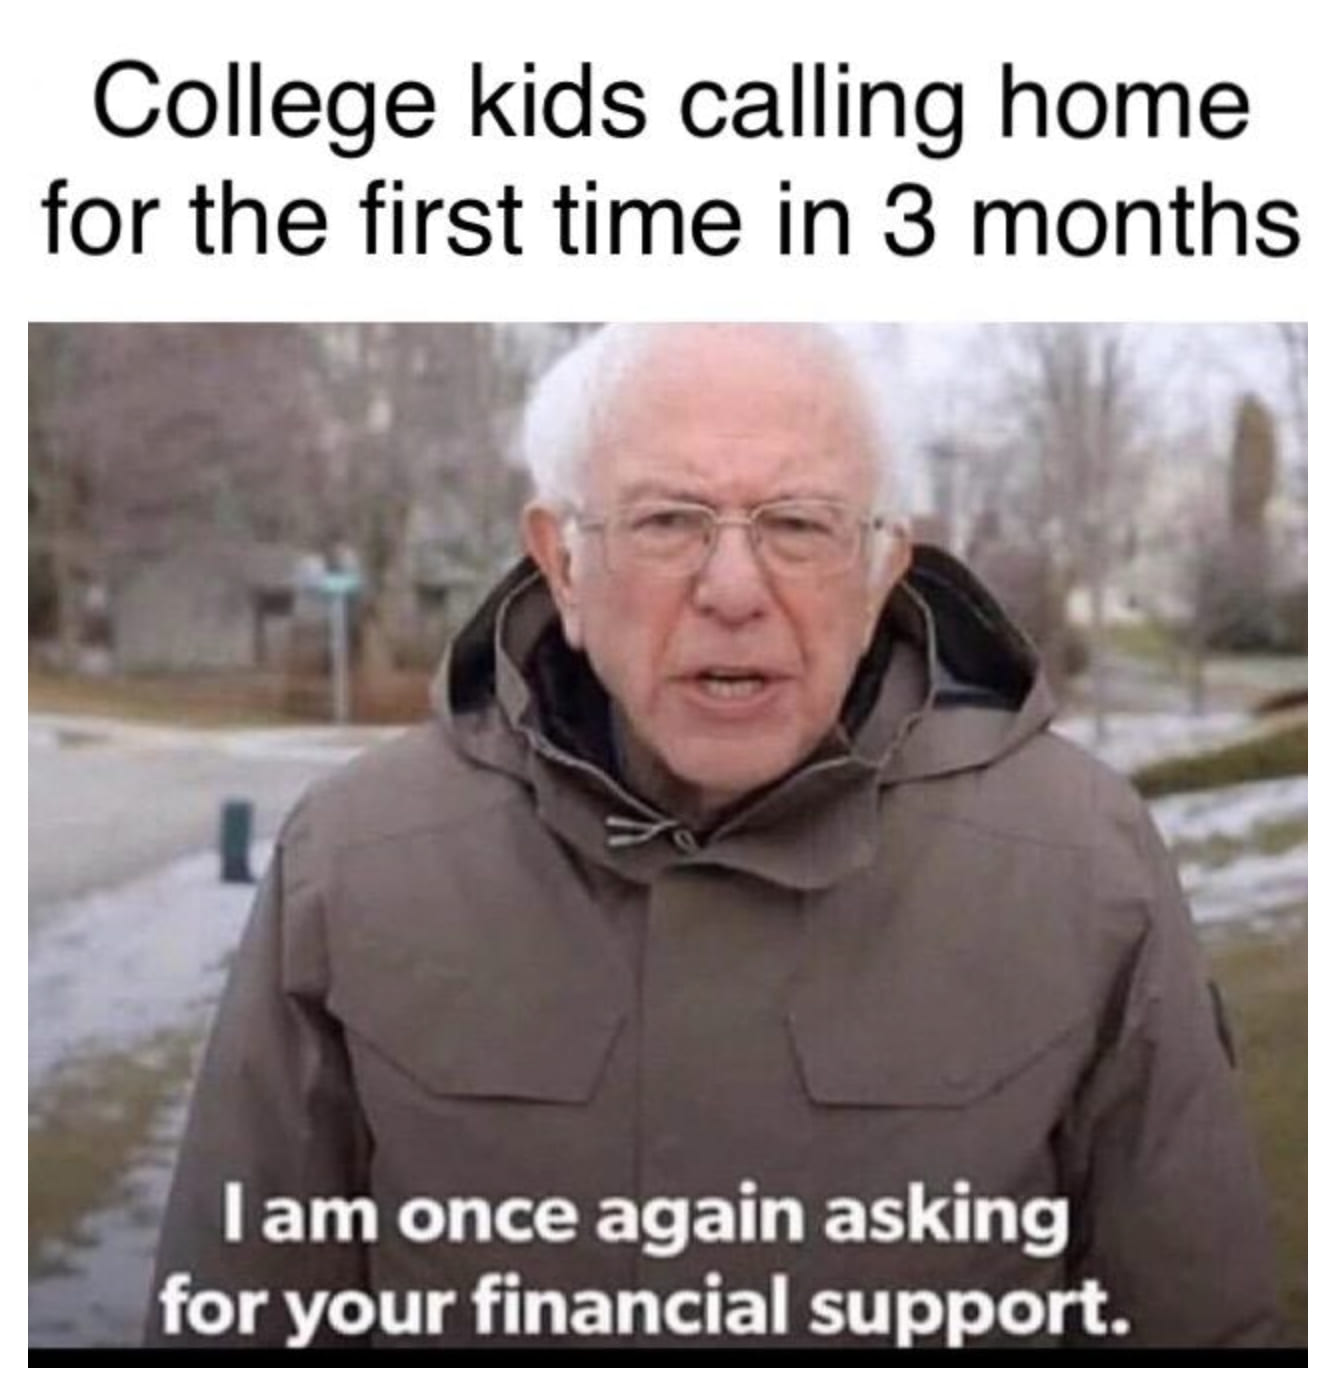 College kids calling home
for the first time in 3 months
I am once again asking
for your financial support.